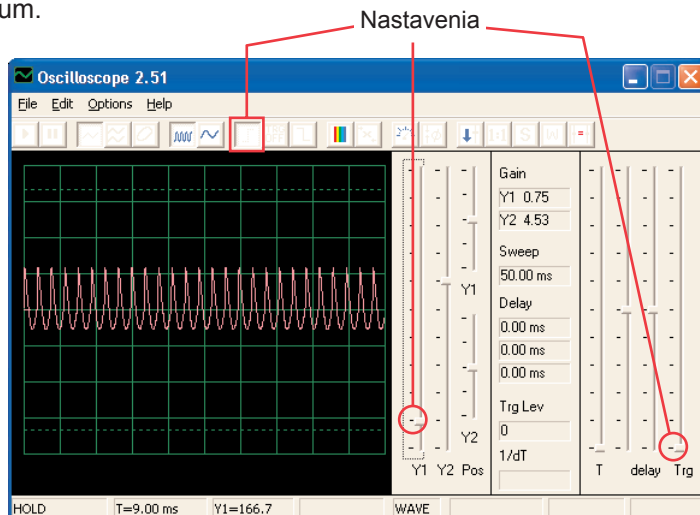 um.
Nastavenia
Oscilloscope 2.51
File Edit Options Help
Gain
Y1 0.75
Y2 4.53
Sweep
50.00 ms
Y1
Delay
0.00 ms
0.00 ms
0.00 ms
Trg Lev
0
Y2
1/dT
Y1 Y2 Pos
T delay Trg
HOLD T=9.00 ms Y1=166.7 WAVE